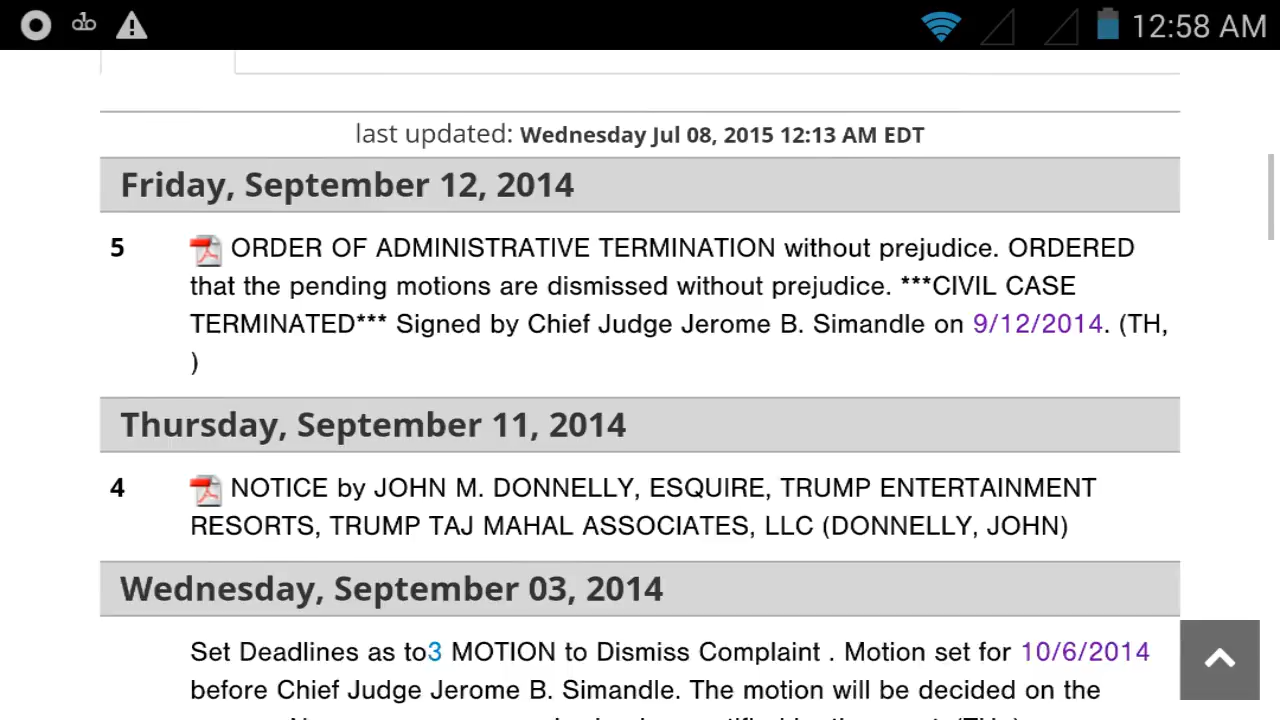 12:58 AM
last updated: Wednesday Jul 08, 2015 12:13 AM EDT
Friday, September 12, 2014
5 ORDER OF ADMINISTRATIVE TERMINATION without prejudice. ORDERED
that the pending motions are dismissed without prejudice. ***CIVIL CASE
TERMINATED*** Signed by Chief Judge Jerome B. Simandle on 9/12/2014. (TH,
)
Thursday, September 11, 2014
4 NOTICE by JOHN M. DONNELLY, ESQUIRE, TRUMP ENTERTAINMENT
RESORTS, TRUMP TAJ MAHAL ASSOCIATES, LLC (DONNELLY, JOHN)
Wednesday, September 03, 2014
Set Deadlines as to3 MOTION to Dismiss Complaint . Motion set for 10/6/2014
before Chief Judge Jerome B. Simandle. The motion will be decided on the